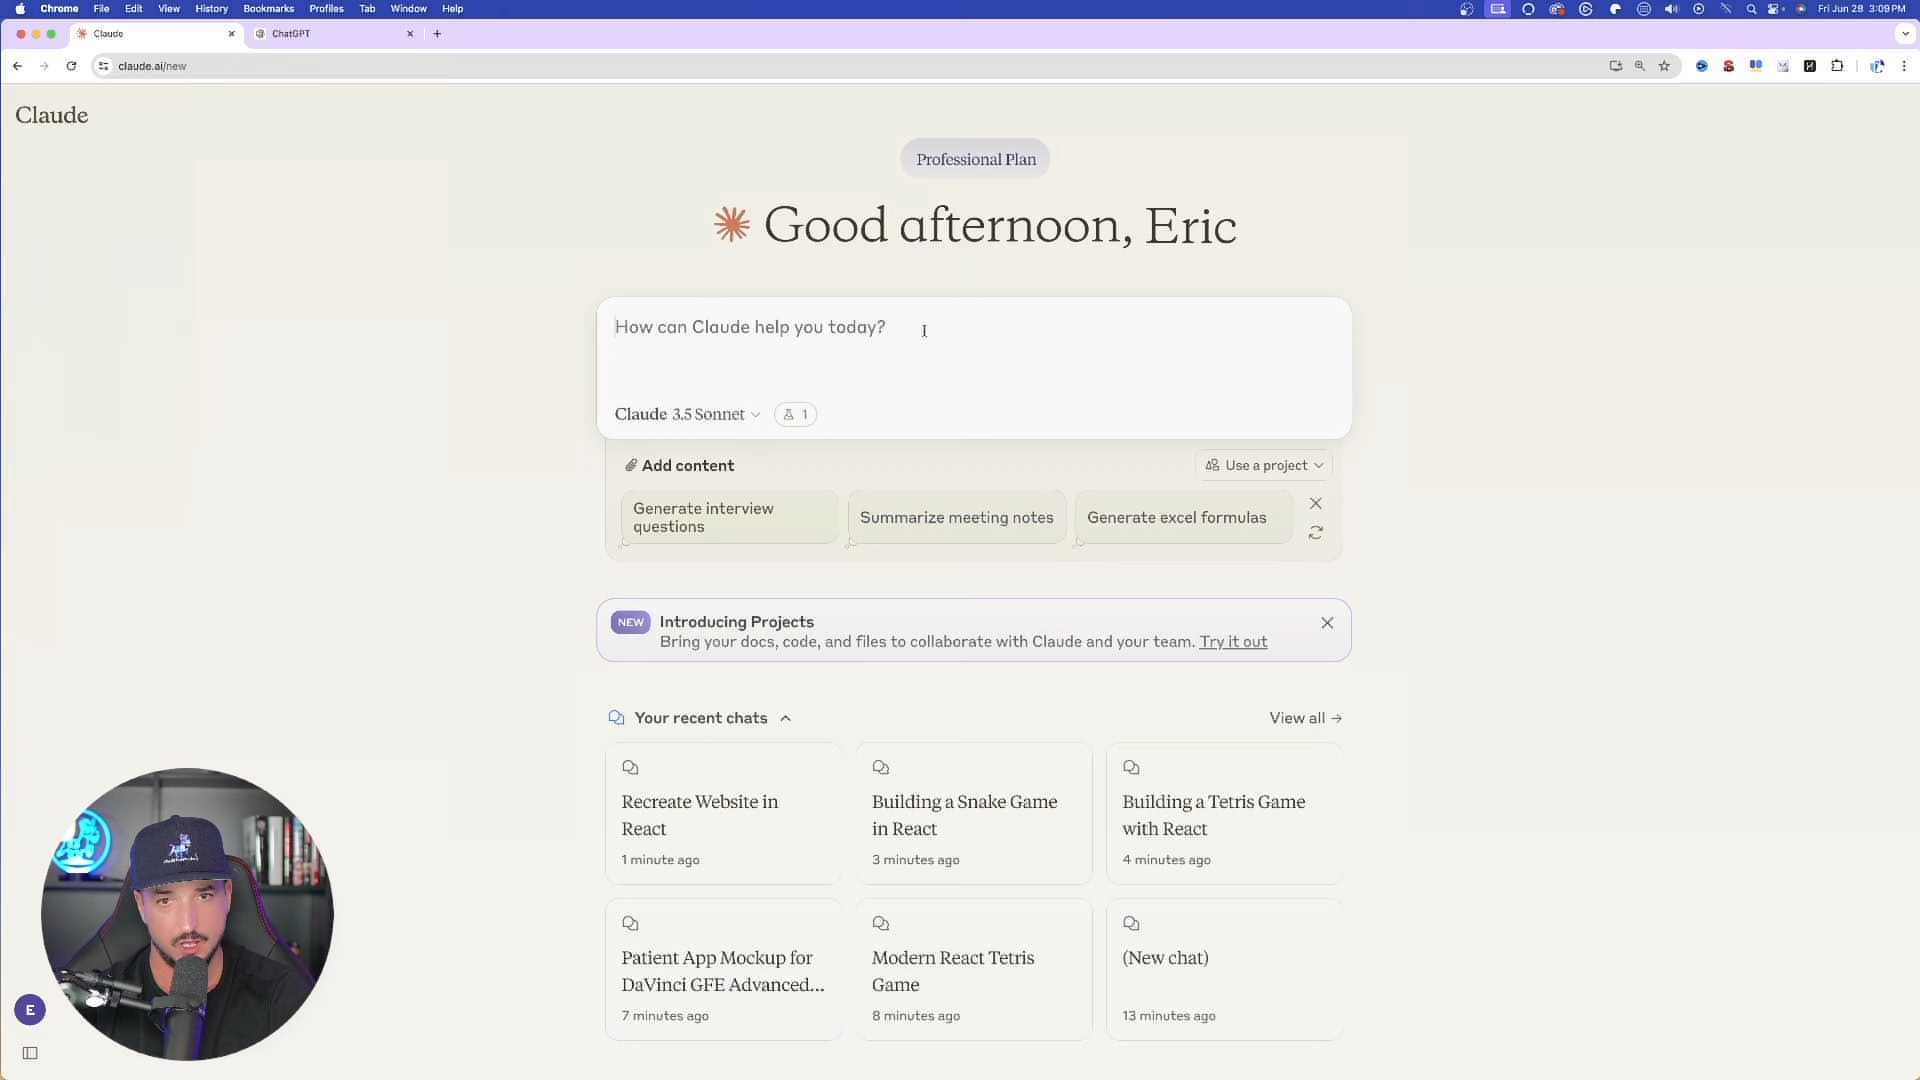 Chrome File Edit View History Bookmarks Profiles Tab Window Help Fri Jun 28 3:09 PM
Claude ChatGPT
claude.ai/new
Claude
Professional Plan
Good afternoon, Eric
How can Claude help you today?
Claude 3.5 Sonnet 1
Add content Use a project
Generate interview
questions
Summarize meeting notes
Generate excel formulas
NEW Introducing Projects
Bring your docs, code, and files to collaborate with Claude and your team. Try it out
Your recent chats View all →
Recreate Website in
React
1 minute ago
Building a Snake Game
in React
3 minutes ago
Building a Tetris Game
with React
4 minutes ago
Patient App Mockup for
DaVinci GFE Advanced...
7 minutes ago
Modern React Tetris
Game
8 minutes ago
(New chat)
13 minutes ago
E